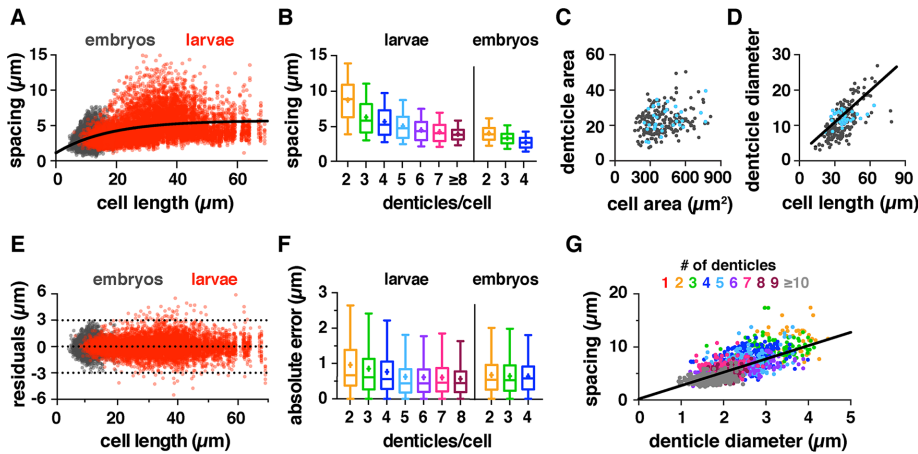 A
embryos larvae
spacing (µm)
15
10
5
0
0 20 40 60
cell length (µm)
B
larvae embryos
spacing (µm)
15
10
5
0
2 3 4 5 6 7 ≥8 2 3 4
denticles/cell
C
dentcicle area
60
40
20
0
0 300 600 900
cell area (µm²)
D
denticle diameter
30
20
10
0
0 30 60 90
cell length (µm)
E
embryos larvae
residuals (µm)
6
3
0
-3
-6
0 20 40 60
cell length (µm)
F
larvae embryos
absolute error (µm)
3
2
1
0
2 3 4 5 6 7 8 2 3 4
denticles/cell
G
# of denticles
1 2 3 4 5 6 7 8 9 ≥10
spacing (µm)
20
10
0
0 1 2 3 4 5
denticle diameter (µm)